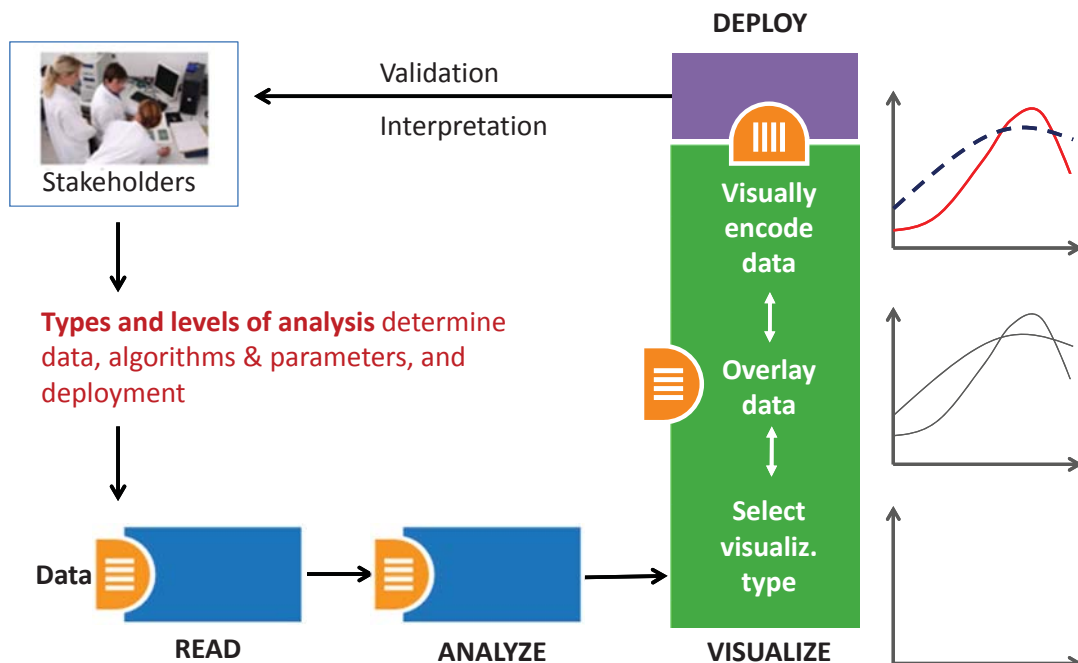 DEPLOY
Validation
Interpretation
Stakeholders
Types and levels of analysis determine
data, algorithms & parameters, and
deployment
Visually
encode
data
Overlay
data
Select
visualiz.
type
Data
READ
ANALYZE
VISUALIZE